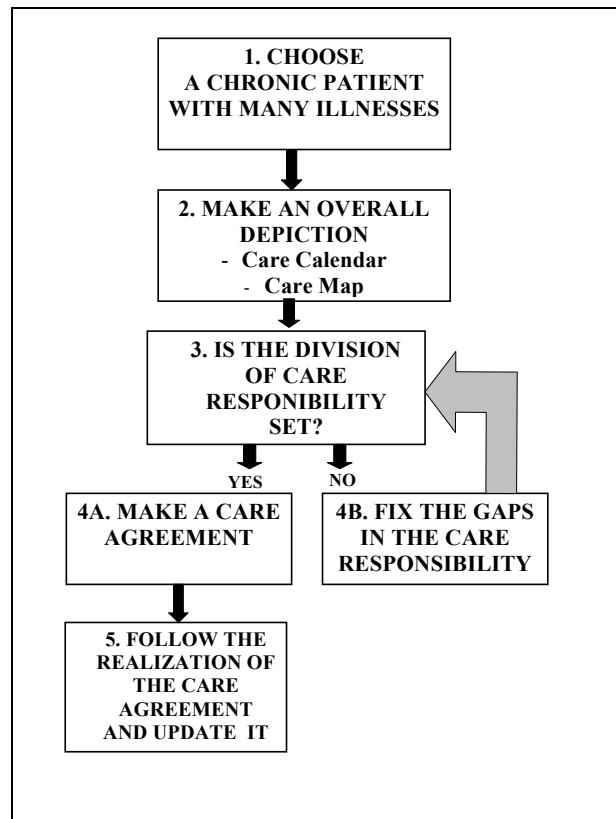 1. CHOOSE
A CHRONIC PATIENT
WITH MANY ILLNESSES
2. MAKE AN OVERALL
DEPICTION
- Care Calendar
- Care Map
3. IS THE DIVISION
OF CARE
RESPONIBILITY
SET?
YES
NO
4A. MAKE A CARE
AGREEMENT
4B. FIX THE GAPS
IN THE CARE
RESPONSIBILITY
5. FOLLOW THE
REALIZATION OF
THE CARE
AGREEMENT
AND UPDATE IT